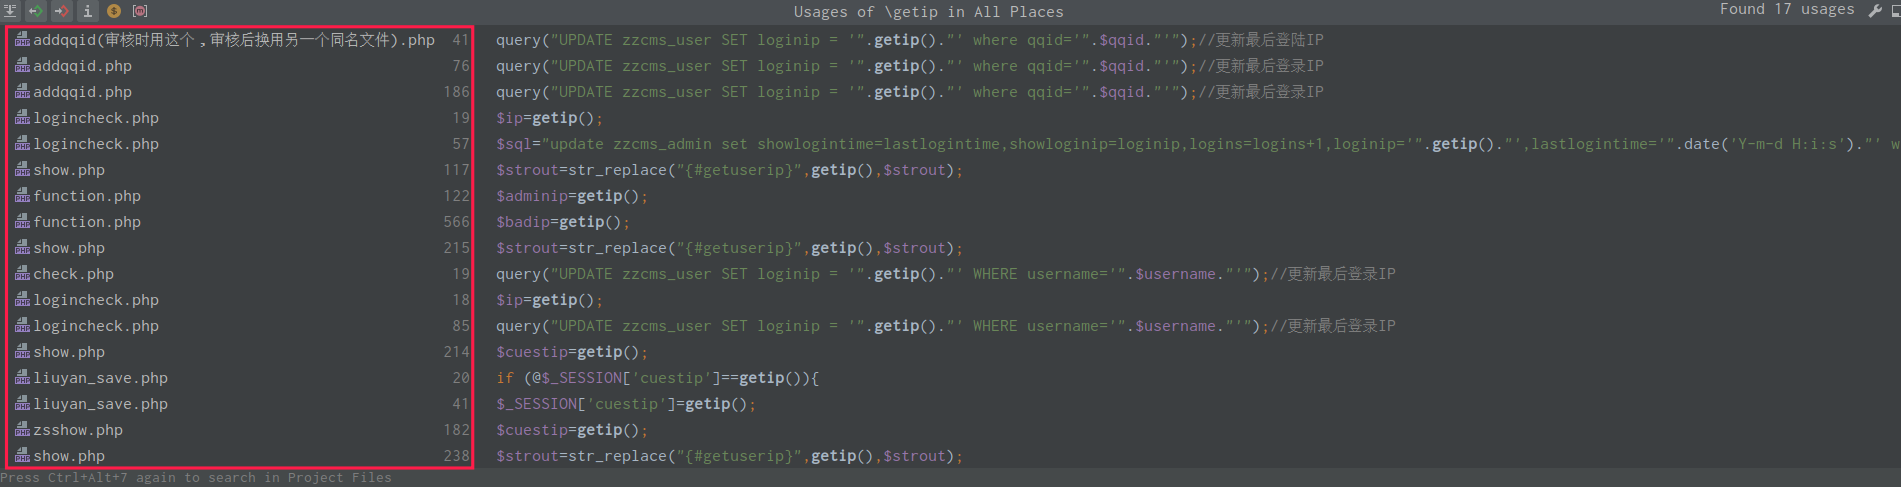 Usages of \getip in All Places
Found 17 usages
addqqid(审核时用这个，审核后换用另一个同名文件).php 41 query("UPDATE zzcms_user SET loginip = '".getip()."' where qqid='".$qqid."'");//更新最后登陆IP
addqqid.php 76 query("UPDATE zzcms_user SET loginip = '".getip()."' where qqid='".$qqid."'");//更新最后登录IP
addqqid.php 186 query("UPDATE zzcms_user SET loginip = '".getip()."' where qqid='".$qqid."'");//更新最后登录IP
logincheck.php 19 $ip=getip();
logincheck.php 57 $sql="update zzcms_admin set showlogintime=lastlogintime,showloginip=loginip,logins=logins+1,loginip='".getip()."',lastlogintime='".date('Y-m-d H:i:s')."' w
show.php 117 $strout=str_replace("{#getuserip}",getip(),$strout);
function.php 122 $adminip=getip();
function.php 566 $badip=getip();
show.php 215 $strout=str_replace("{#getuserip}",getip(),$strout);
check.php 19 query("UPDATE zzcms_user SET loginip = '".getip()."' WHERE username='".$username."'");//更新最后登录IP
logincheck.php 18 $ip=getip();
logincheck.php 85 query("UPDATE zzcms_user SET loginip = '".getip()."' WHERE username='".$username."'");//更新最后登录IP
show.php 214 $cuestip=getip();
liuyan_save.php 20 if (@$_SESSION['cuestip']==getip()){
liuyan_save.php 41 $_SESSION['cuestip']=getip();
zsshow.php 182 $cuestip=getip();
show.php 238 $strout=str_replace("{#getuserip}",getip(),$strout);
Press Ctrl+Alt+7 again to search in Project Files